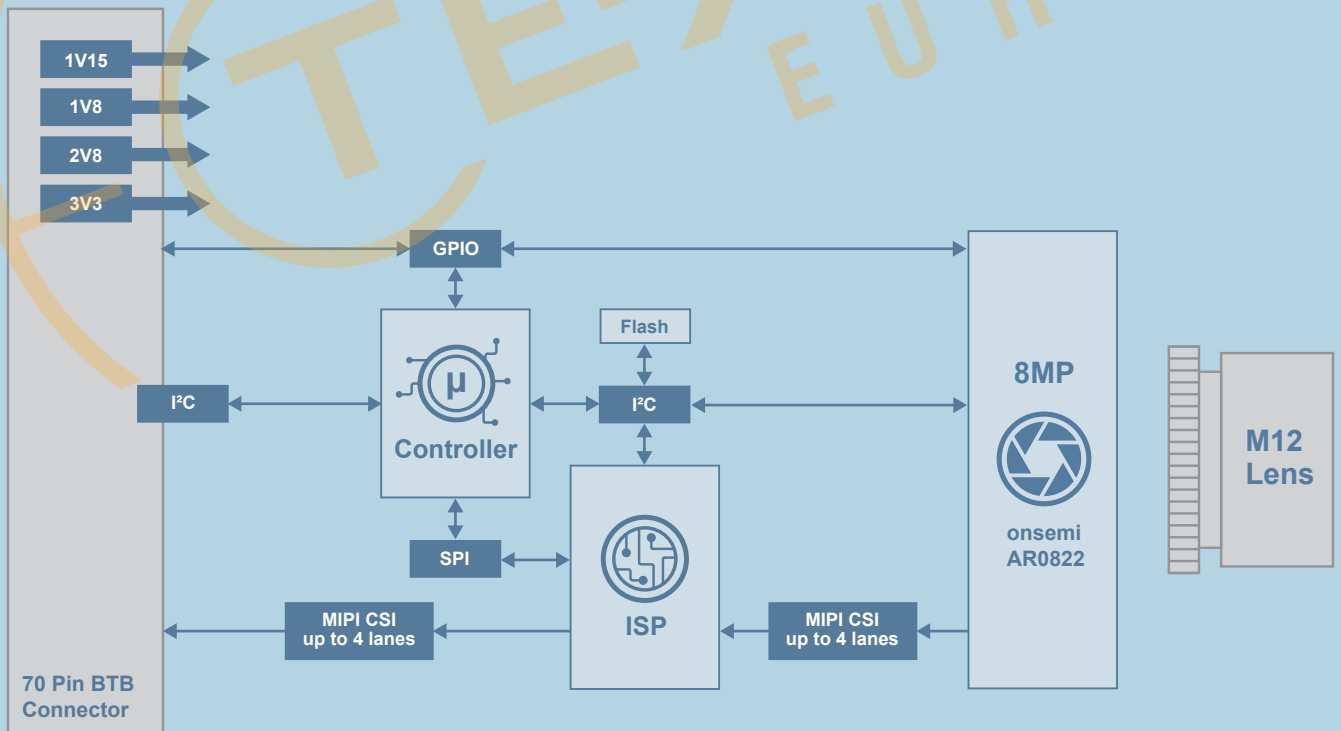 1V15
1V8
2V8
3V3
GPIO
Flash
I²C
I²C
µ
Controller
8MP
onsemi
AR0822
M12
Lens
SPI
ISP
MIPI CSI
up to 4 lanes
MIPI CSI
up to 4 lanes
70 Pin BTB
Connector